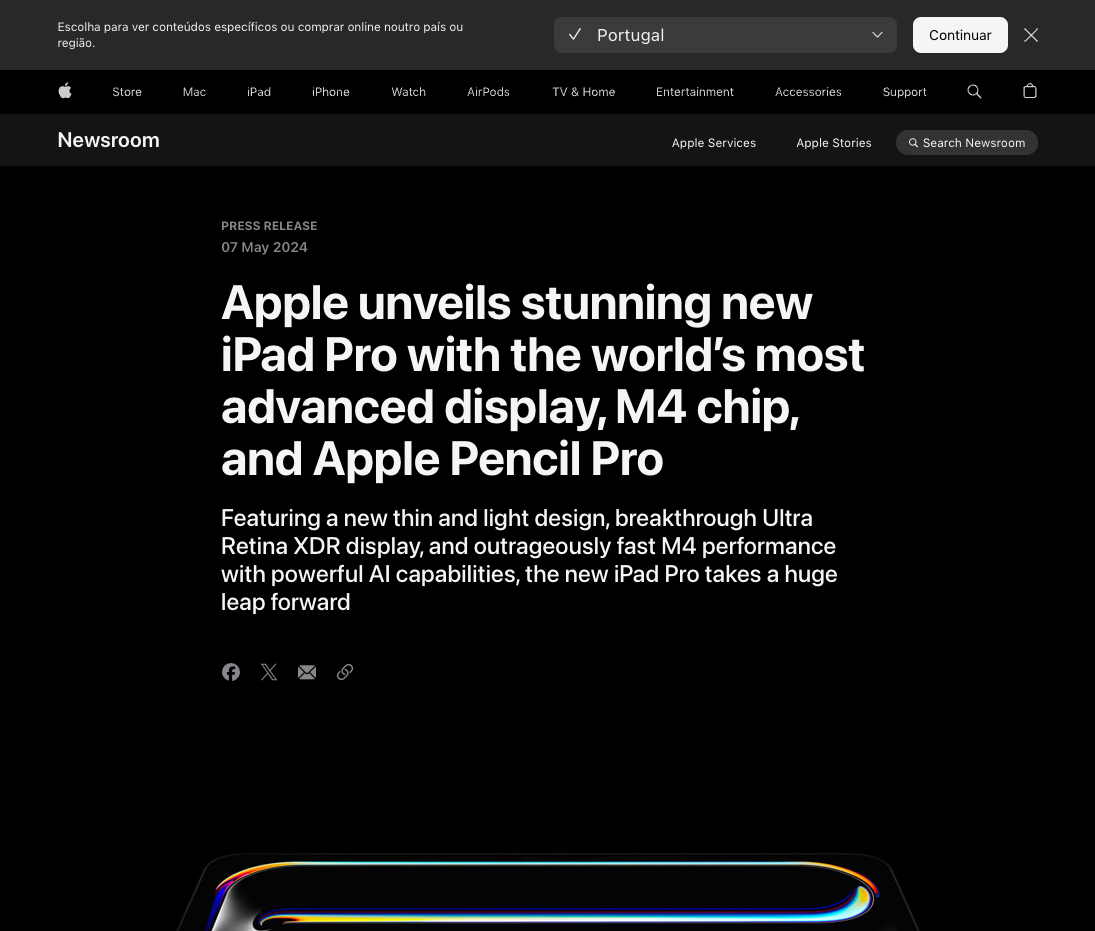 Escolha para ver conteúdos específicos ou comprar online noutro país ou
região.
Portugal
Continuar
Store Mac iPad iPhone Watch AirPods TV & Home Entertainment Accessories Support
Newsroom
Apple Services Apple Stories Search Newsroom
PRESS RELEASE
07 May 2024
Apple unveils stunning new
iPad Pro with the world’s most
advanced display, M4 chip,
and Apple Pencil Pro
Featuring a new thin and light design, breakthrough Ultra
Retina XDR display, and outrageously fast M4 performance
with powerful AI capabilities, the new iPad Pro takes a huge
leap forward